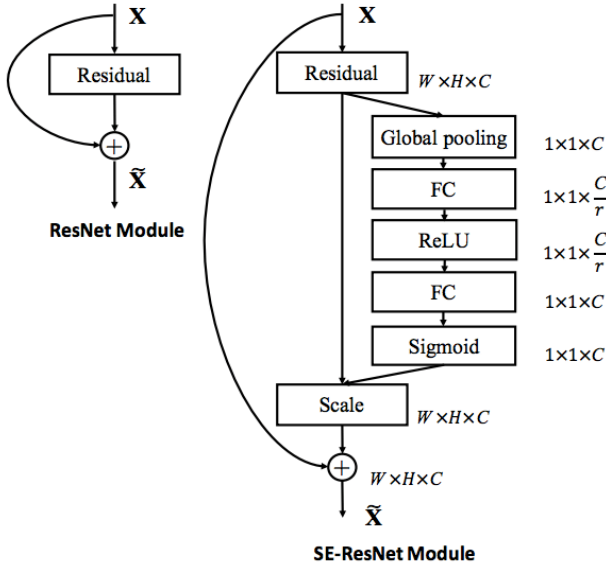 X
Residual
+
X̃
ResNet Module
X
Residual
W×H×C
Global pooling
1×1×C
FC
1×1×C/r
ReLU
1×1×C/r
FC
1×1×C
Sigmoid
1×1×C
Scale
W×H×C
+
W×H×C
X̃
SE-ResNet Module